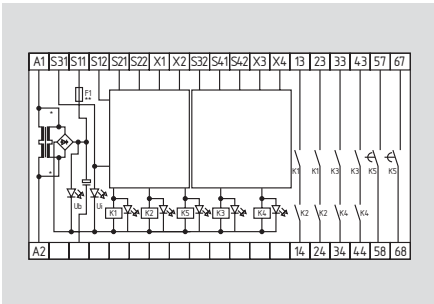 A1 S31 S11 S12 S21 S22 X1 X2 S32 S41 S42 X3 X4 13 23 33 43 57 67
F1
**
*
*
K1 K1 K3 K3 K5 K5
Ub Ui K1 K2 K5 K3 K4 K2 K2 K4 K4
A2 14 24 34 44 58 68